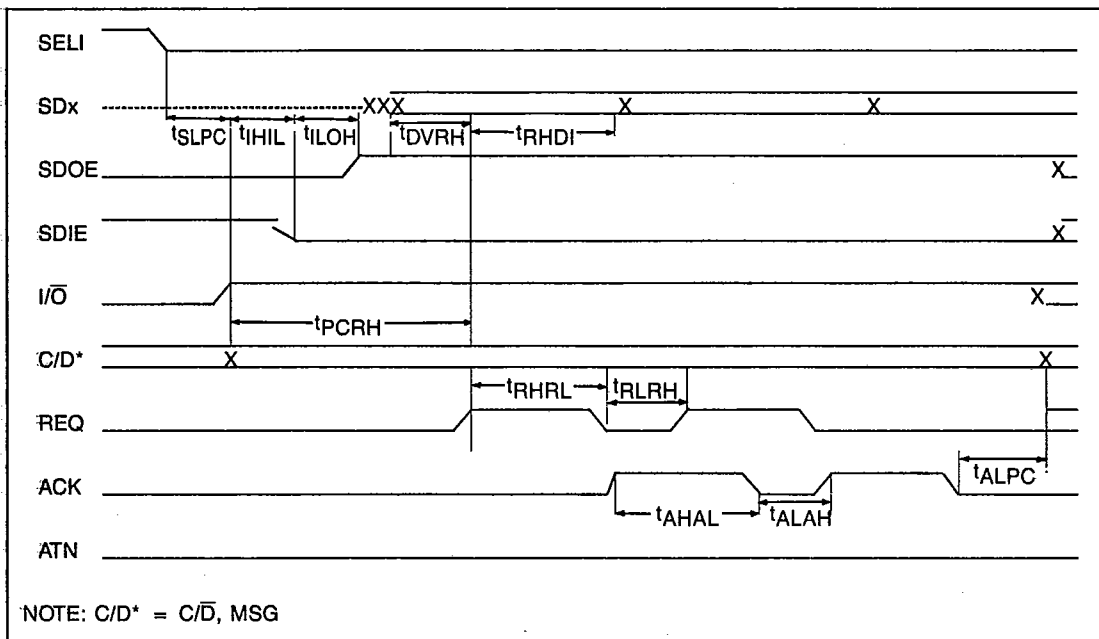 SELI
SDx XXX X X
tSLPC tIHIL tILOH tDVRH tRHDI
SDOE X
SDIE X
I/O̅ X
tPCRH
C/D* X X
tRHRL tRLRH
REQ
tALPC
ACK
tAHAL tALAH
ATN
NOTE: C/D* = C/D̅, MSG